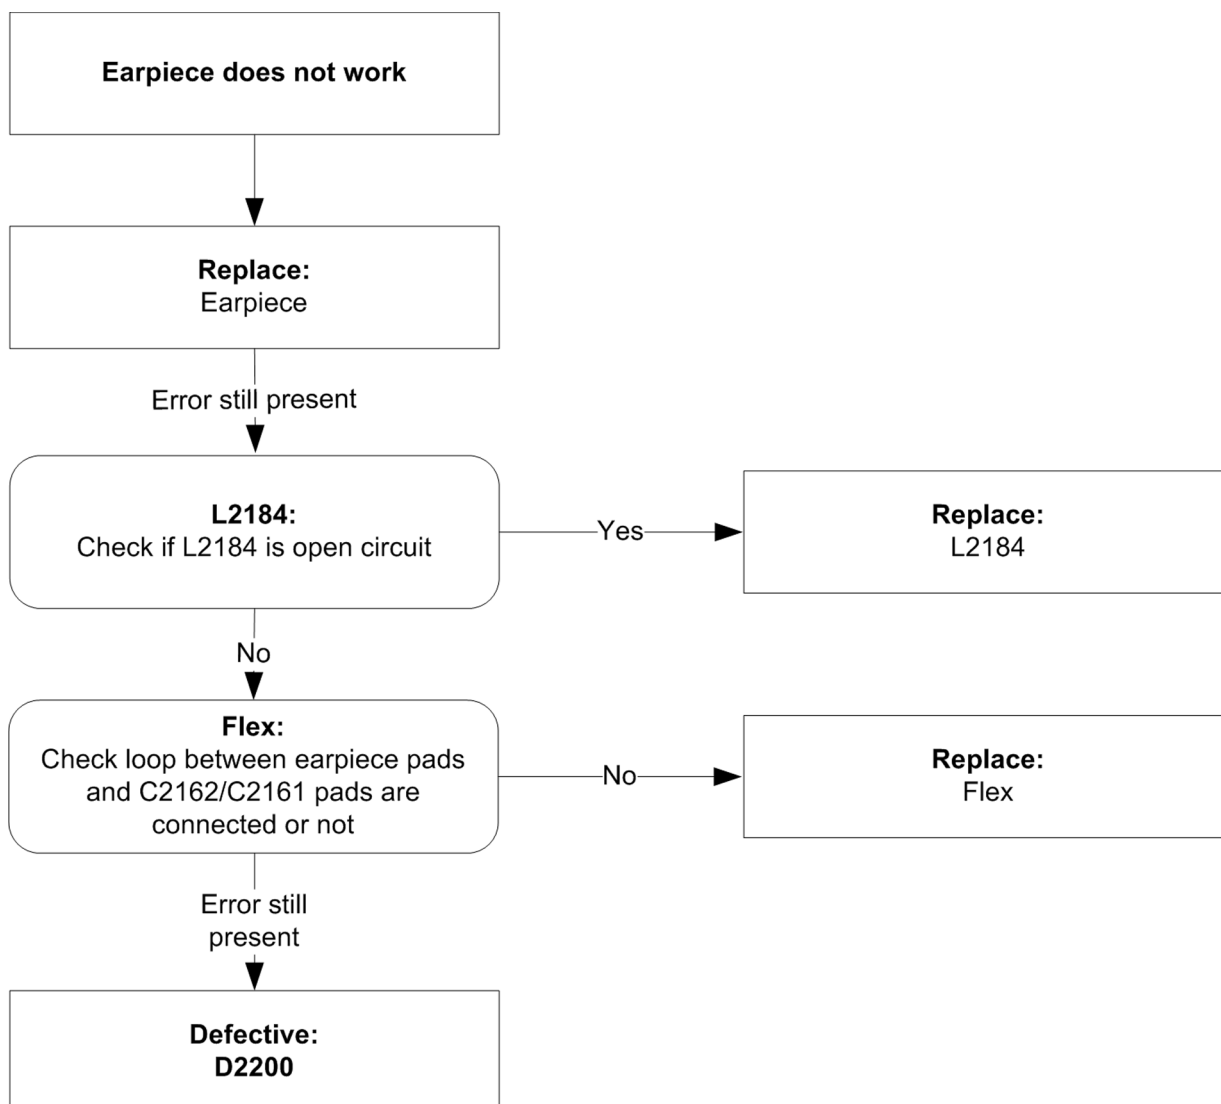 Earpiece does not work
Replace:
Earpiece
Error still present
L2184:
Check if L2184 is open circuit
Yes
Replace:
L2184
No
Flex:
Check loop between earpiece pads
and C2162/C2161 pads are
connected or not
No
Replace:
Flex
Error still
present
Defective:
D2200